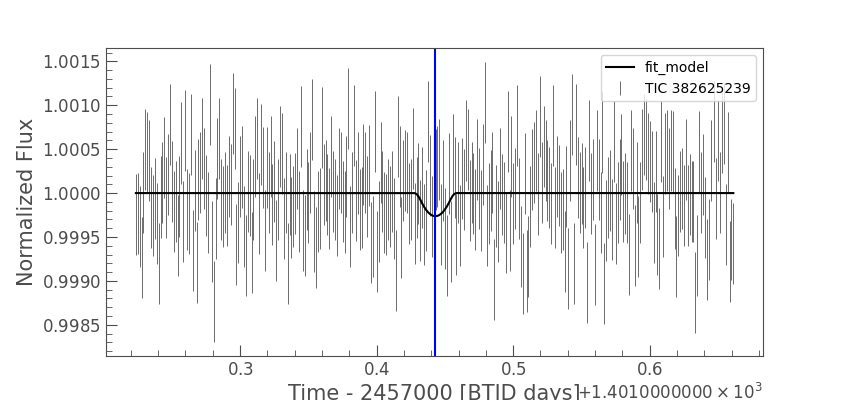 fit_model
TIC 382625239
1.0015
1.0010
1.0005
1.0000
0.9995
0.9990
0.9985
Normalized Flux
0.3
0.4
0.5
0.6
Time - 2457000 [BTJD days]
+1.4010000000 × 10³